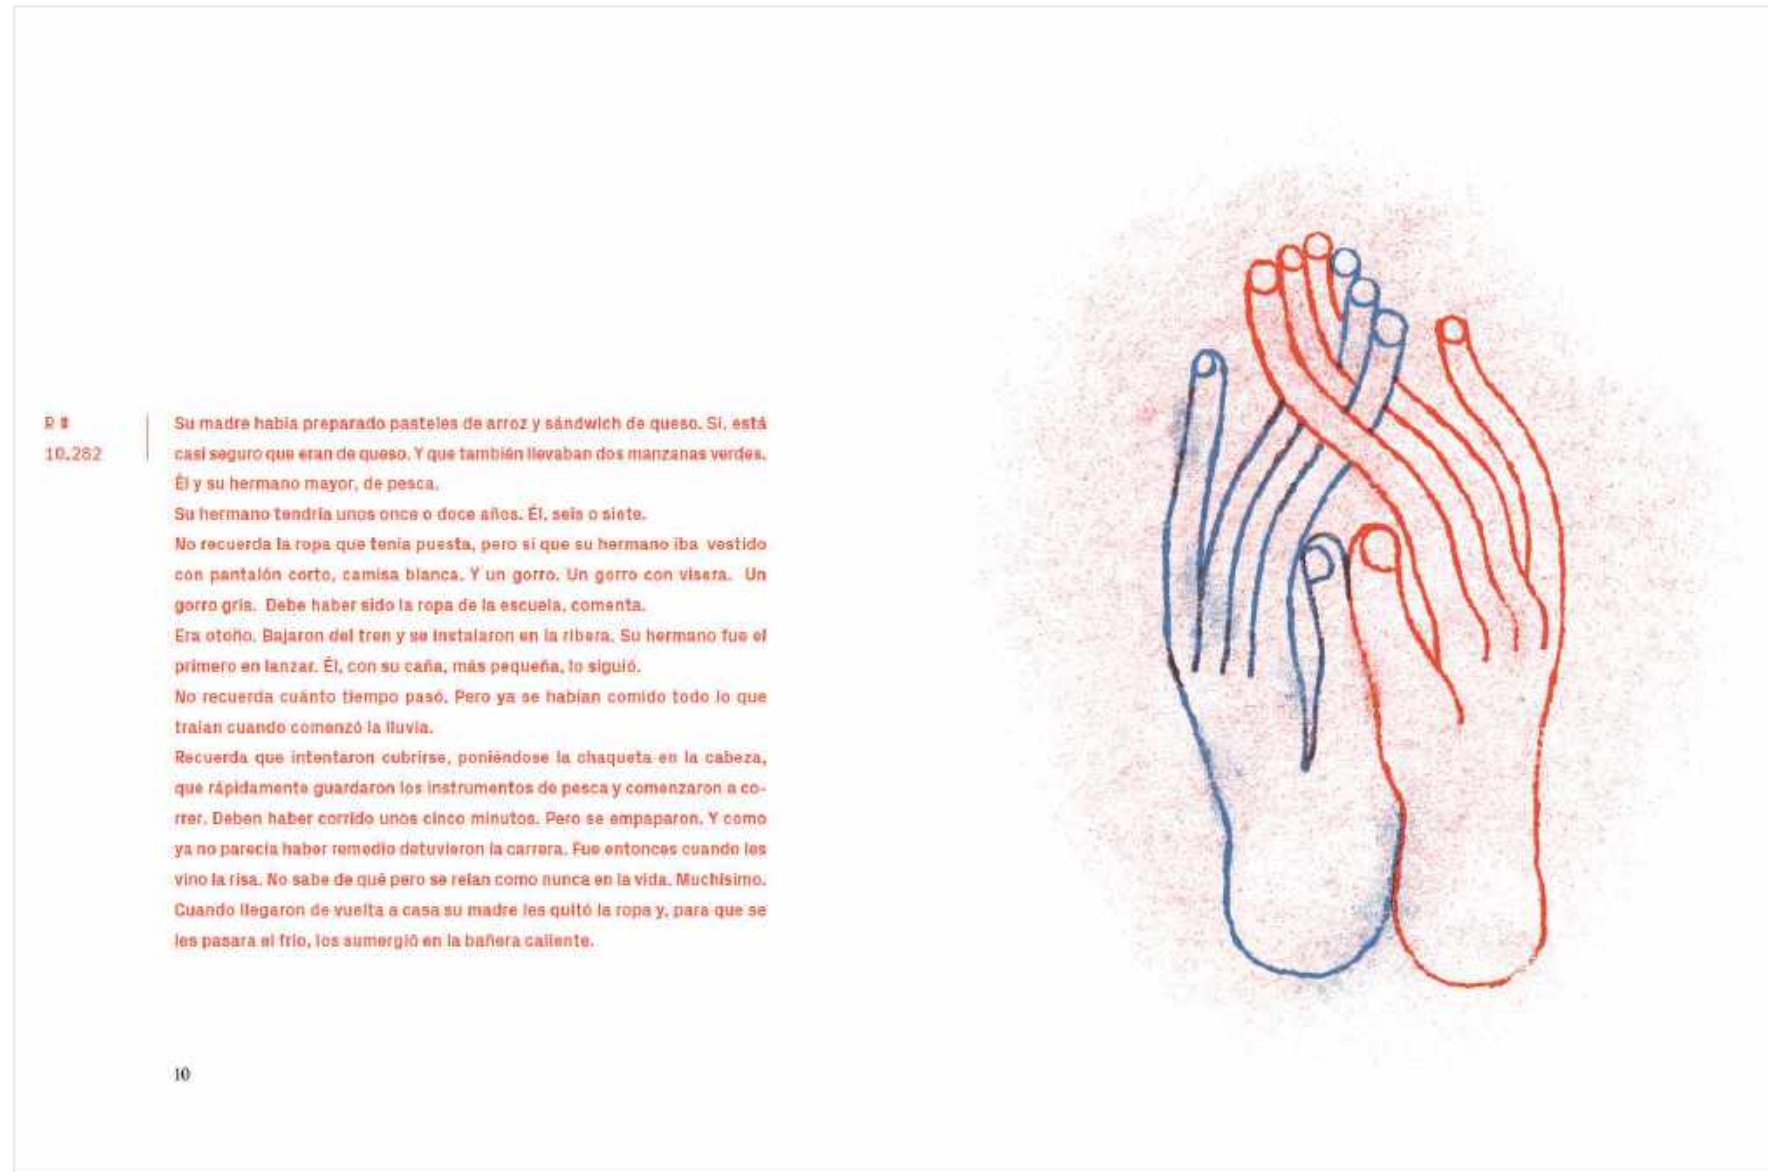 R #
10.282
Su madre había preparado pasteles de arroz y sándwich de queso. Sí, está
casi seguro que eran de queso. Y que también llevaban dos manzanas verdes.
Él y su hermano mayor, de pesca.
Su hermano tendría unos once o doce años. Él, seis o siete.
No recuerda la ropa que tenía puesta, pero sí que su hermano iba vestido
con pantalón corto, camisa blanca. Y un gorro. Un gorro con visera. Un
gorro gris. Debe haber sido la ropa de la escuela, comenta.
Era otoño. Bajaron del tren y se instalaron en la ribera. Su hermano fue el
primero en lanzar. Él, con su caña, más pequeña, lo siguió.
No recuerda cuánto tiempo pasó. Pero ya se habían comido todo lo que
traían cuando comenzó la lluvia.
Recuerda que intentaron cubrirse, poniéndose la chaqueta en la cabeza,
que rápidamente guardaron los instrumentos de pesca y comenzaron a co-
rrer. Deben haber corrido unos cinco minutos. Pero se empaparon. Y como
ya no parecía haber remedio detuvieron la carrera. Fue entonces cuando les
vino la risa. No sabe de qué pero se reían como nunca en la vida. Muchísimo.
Cuando llegaron de vuelta a casa su madre les quitó la ropa y, para que se
les pasara el frío, los sumergió en la bañera caliente.
10